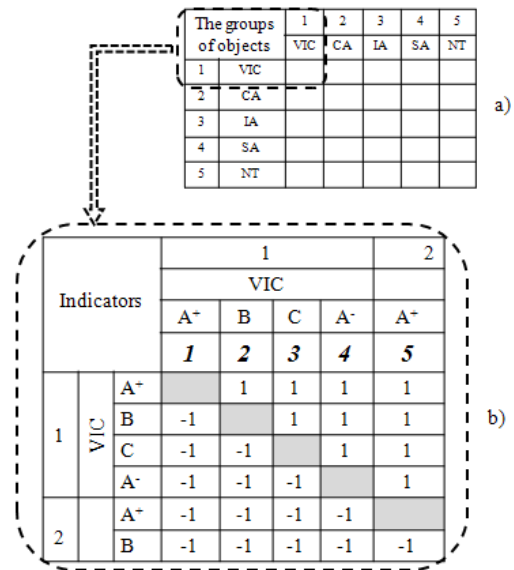 The groups of objects 1 2 3 4 5
VIC CA IA SA NT
1 VIC
2 CA
3 IA
4 SA
5 NT
a)
Indicators 1 2
VIC
A+ B C A- A+
1 2 3 4 5
1 VIC A+ 1 1 1 1
B -1 1 1 1
C -1 -1 1 1
A- -1 -1 -1 1
2 A+ -1 -1 -1 -1
B -1 -1 -1 -1 -1
b)